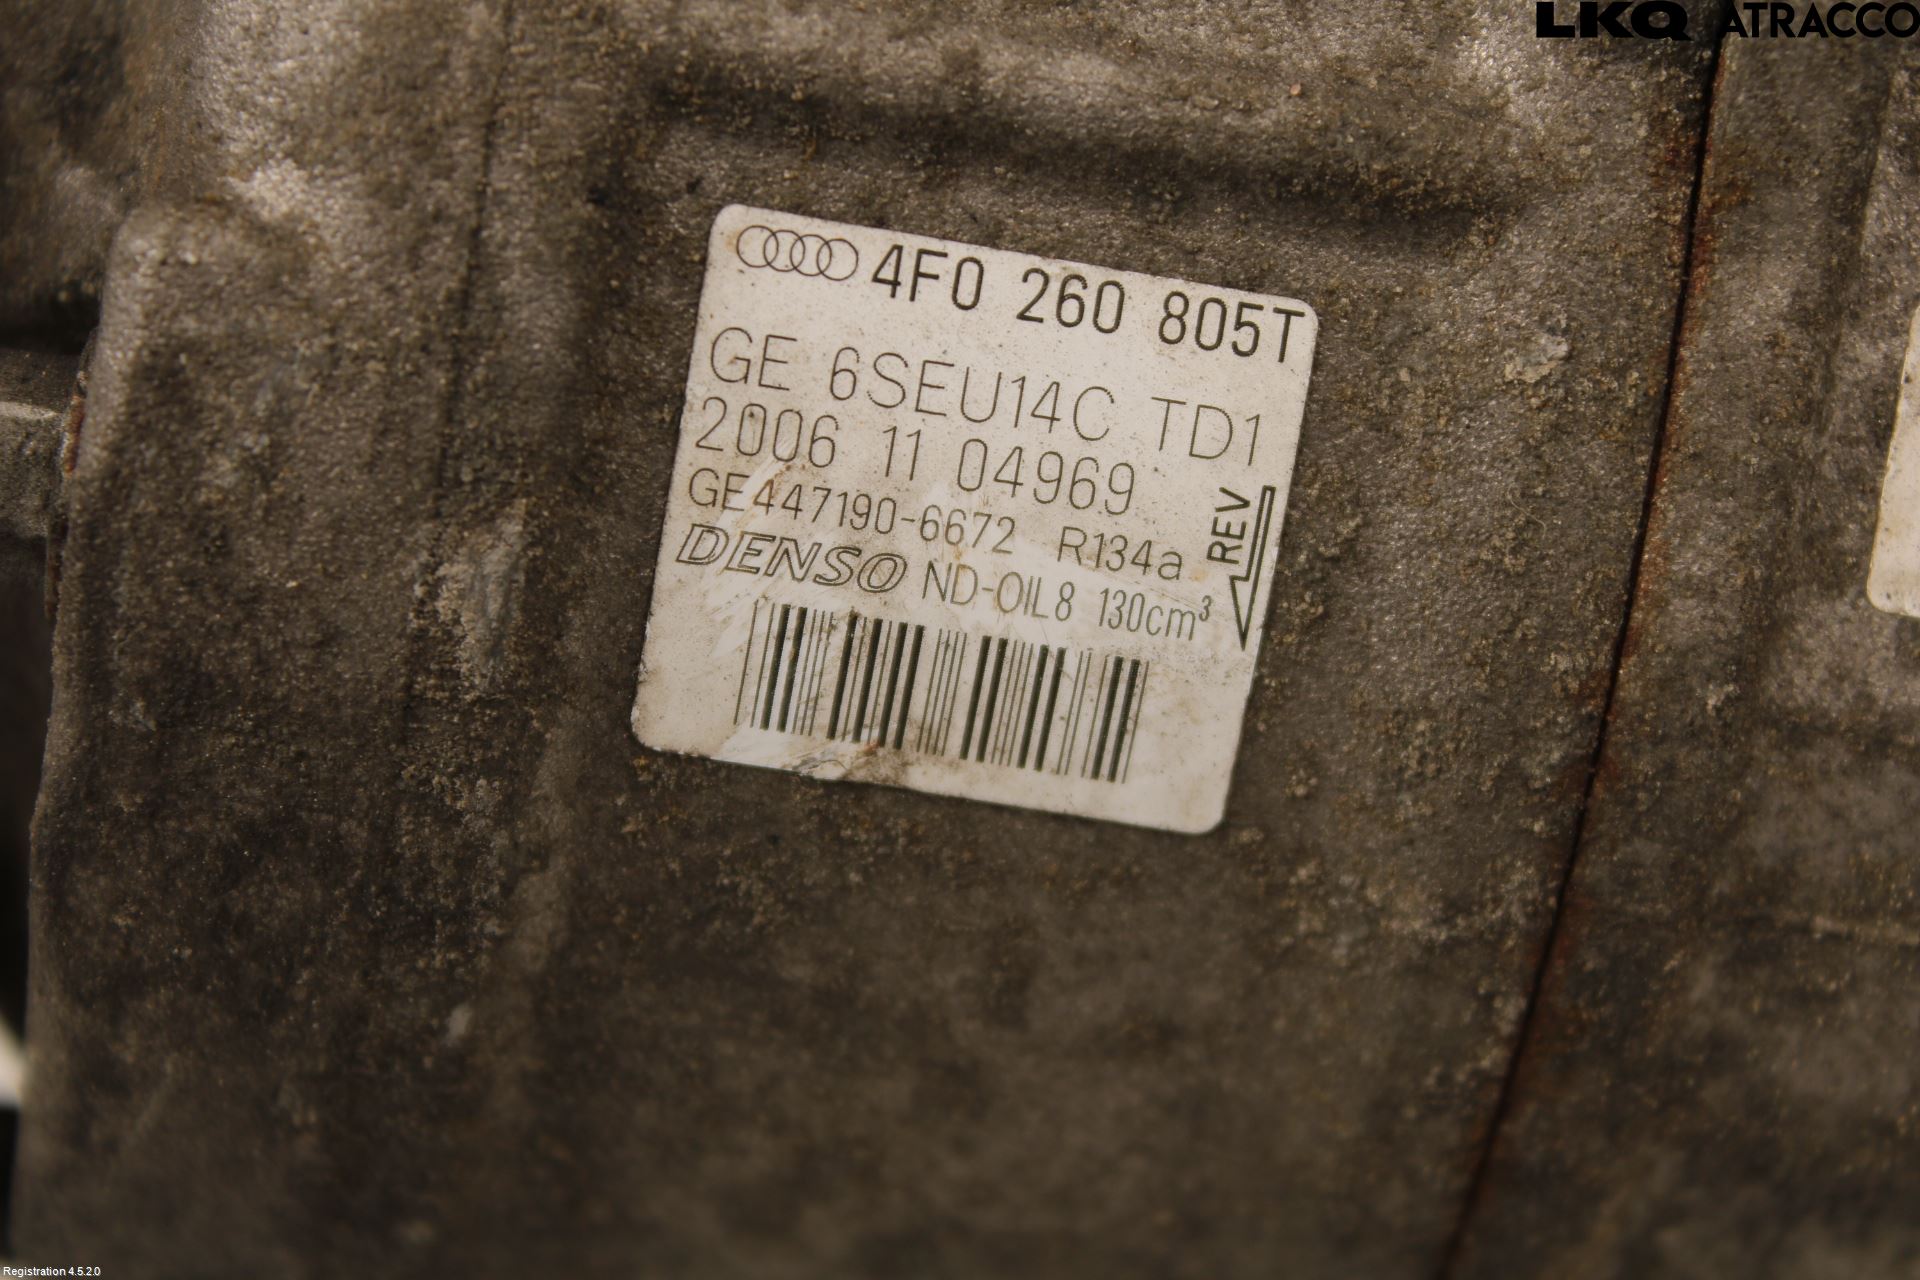 LKQ ATRACCO
4F0 260 805T
GE 6SEU14C TD1
2006 11 04969
GE447190-6672 R134a
REV
DENSO ND-OIL8 130cm³
Registration 4.5.2.0